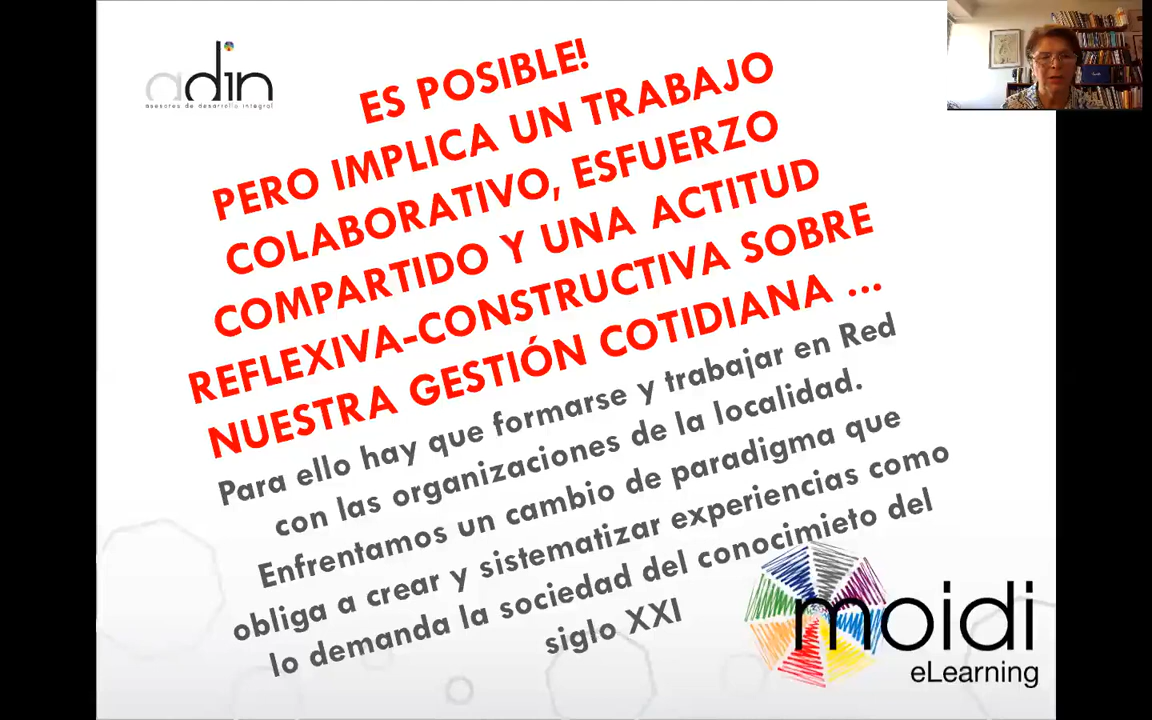 adin
asesores de desarrollo integral
ES POSIBLE!
PERO IMPLICA UN TRABAJO
COLABORATIVO, ESFUERZO
COMPARTIDO Y UNA ACTITUD
REFLEXIVA-CONSTRUCTIVA SOBRE
NUESTRA GESTIÓN COTIDIANA ...
Para ello hay que formarse y trabajar en Red
con las organizaciones de la localidad.
Enfrentamos un cambio de paradigma que
obliga a crear y sistematizar experiencias como
lo demanda la sociedad del conocimieto del
siglo XXI
moidi
eLearning